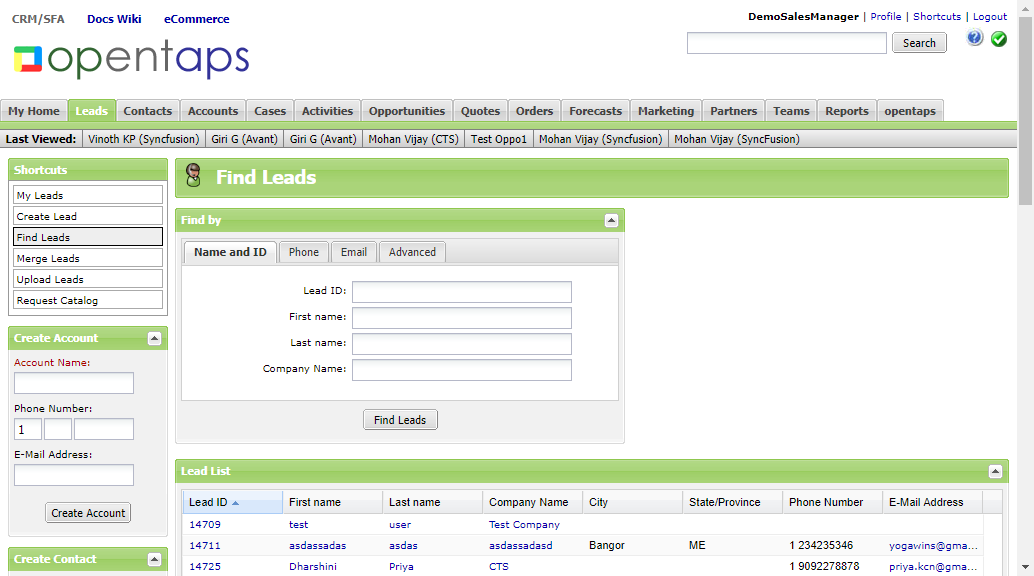 CRM/SFA Docs Wiki eCommerce
DemoSalesManager | Profile | Shortcuts | Logout
opentaps
Search
My Home Leads Contacts Accounts Cases Activities Opportunities Quotes Orders Forecasts Marketing Partners Teams Reports opentaps
Last Viewed: Vinoth KP (Syncfusion) Giri G (Avant) Giri G (Avant) Mohan Vijay (CTS) Test Oppo1 Mohan Vijay (Syncfusion) Mohan Vijay (SyncFusion)
Shortcuts
My Leads
Create Lead
Find Leads
Merge Leads
Upload Leads
Request Catalog
Create Account
Account Name:
Phone Number:
1
E-Mail Address:
Create Account
Create Contact
Find Leads
Find by
Name and ID Phone Email Advanced
Lead ID:
First name:
Last name:
Company Name:
Find Leads
Lead List
Lead ID First name Last name Company Name City State/Province Phone Number E-Mail Address
14709 test user Test Company
14711 asdassadas asdas asdassadasd Bangor ME 1 234235346 yogawins@gma...
14725 Dharshini Priya CTS 1 9092278878 priya.kcn@gma...